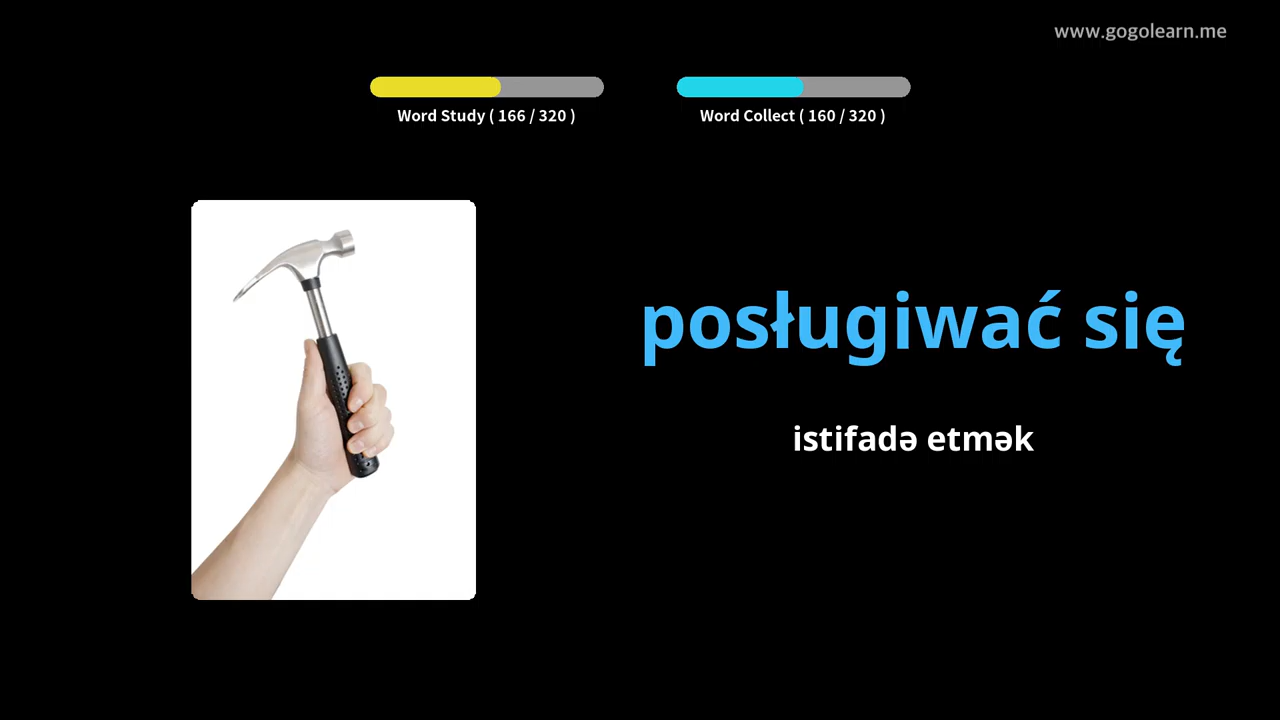 www.gogolearn.me
Word Study ( 166 / 320 )
Word Collect ( 160 / 320 )
posługiwać się
istifadə etmək